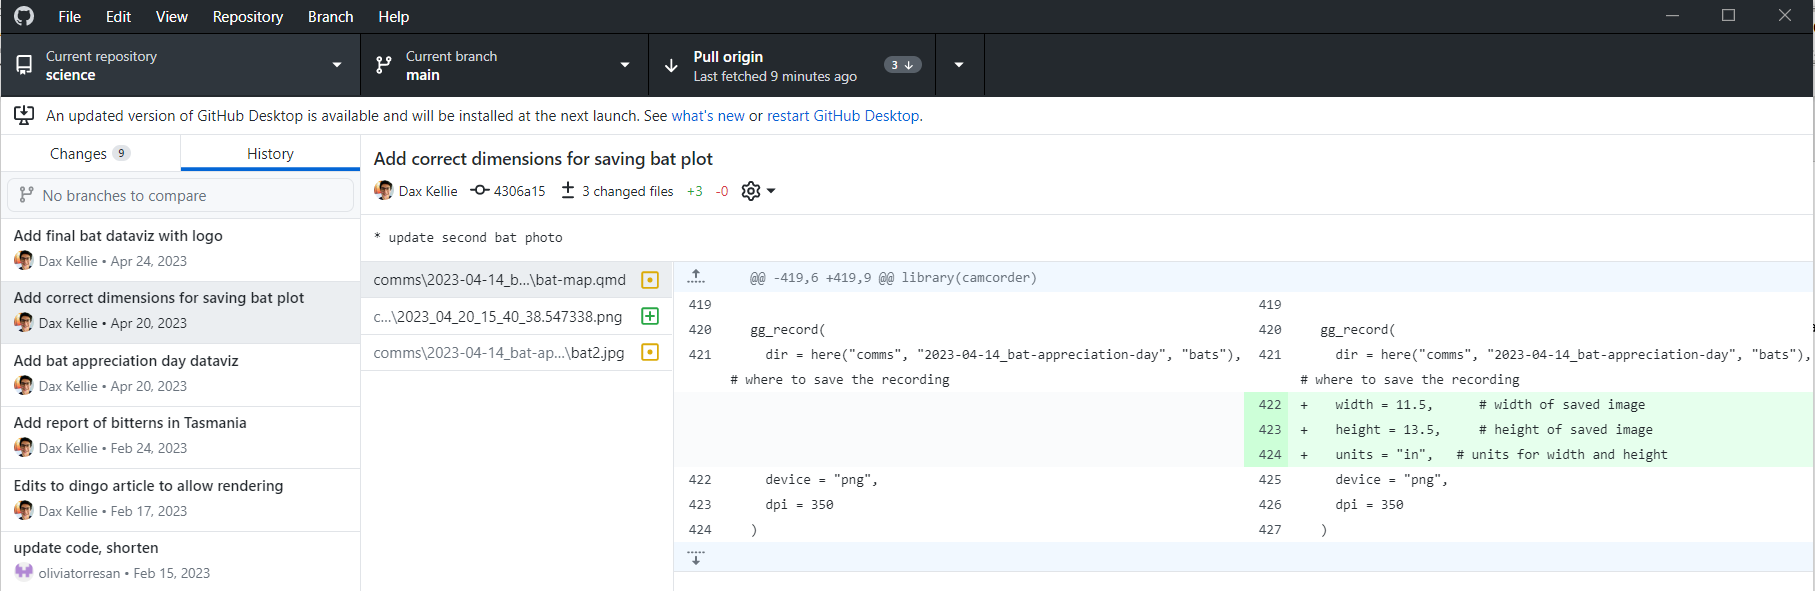 File Edit View Repository Branch Help
Current repository
science
Current branch
main
Pull origin
Last fetched 9 minutes ago
3
An updated version of GitHub Desktop is available and will be installed at the next launch. See what's new or restart GitHub Desktop.
Changes 9
History
No branches to compare
Add final bat dataviz with logo
Dax Kellie • Apr 24, 2023
Add correct dimensions for saving bat plot
Dax Kellie • Apr 20, 2023
Add bat appreciation day dataviz
Dax Kellie • Apr 20, 2023
Add report of bitterns in Tasmania
Dax Kellie • Feb 24, 2023
Edits to dingo article to allow rendering
Dax Kellie • Feb 17, 2023
update code, shorten
oliviatorresan • Feb 15, 2023
Add correct dimensions for saving bat plot
Dax Kellie 4306a15 3 changed files +3 -0
* update second bat photo
comms\2023-04-14_b...\bat-map.qmd
c...\2023_04_20_15_40_38.547338.png
comms\2023-04-14_bat-ap...\bat2.jpg
@@ -419,6 +419,9 @@ library(camcorder)
419
420 gg_record(
421 dir = here("comms", "2023-04-14_bat-appreciation-day", "bats"),
# where to save the recording
422 device = "png",
423 dpi = 350
424 )
419
420 gg_record(
421 dir = here("comms", "2023-04-14_bat-appreciation-day", "bats"),
# where to save the recording
422 + width = 11.5, # width of saved image
423 + height = 13.5, # height of saved image
424 + units = "in", # units for width and height
425 device = "png",
426 dpi = 350
427 )